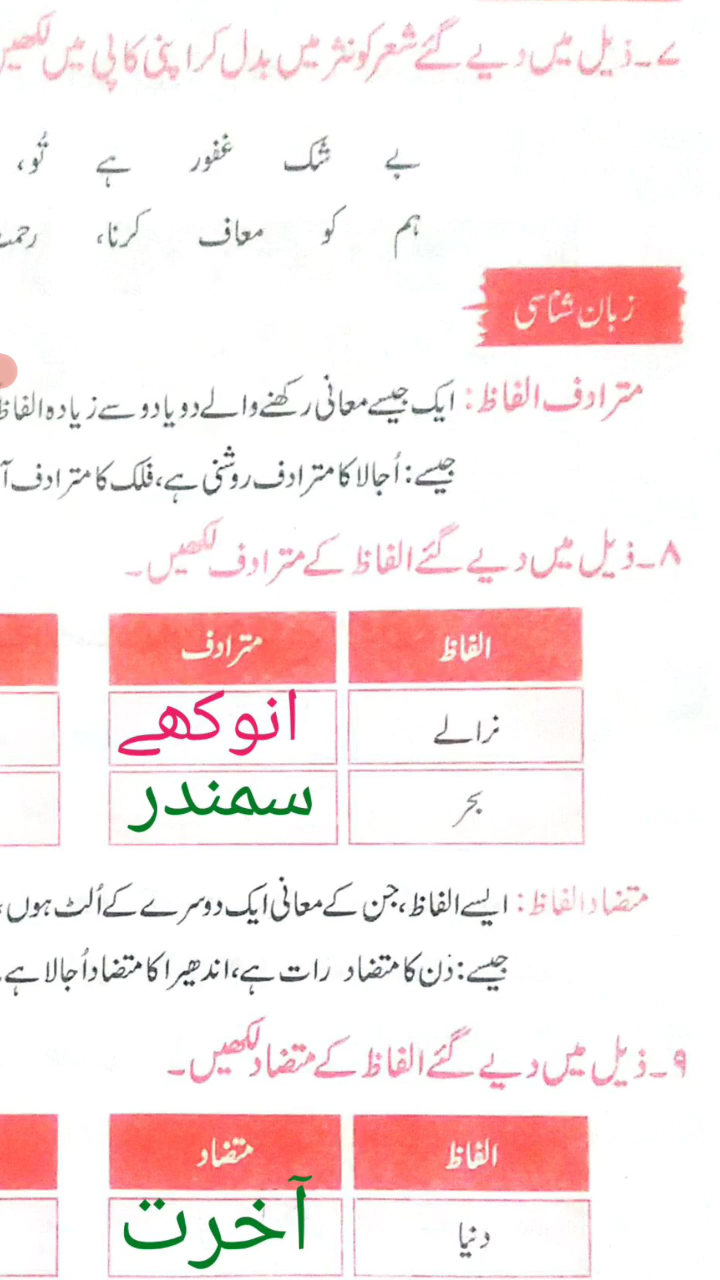 ۷۔ذیل میں دیے گئے شعر کو نثر میں بدل کر اپنی کاپی میں لکھیں
بے شک غفور ہے تُو،
ہم کو معاف کرنا، رحمت
زبان شناسی
مترادف الفاظ: ایک جیسے معانی رکھنے والے دو یا دو سے زیادہ الفاظ
جیسے: اُجالا کا مترادف روشنی ہے، فلک کا مترادف
۸۔ذیل میں دیے گئے الفاظ کے مترادف لکھیں۔
الفاظ مترادف
نرالے انوکھے
بحر سمندر
متضاد الفاظ: ایسے الفاظ، جن کے معانی ایک دوسرے کے اُلٹ ہوں،
جیسے: دن کا متضاد رات ہے، اندھیرا کا متضاد اُجالا ہے
۹۔ذیل میں دیے گئے الفاظ کے متضاد لکھیں۔
الفاظ متضاد
دنیا آخرت